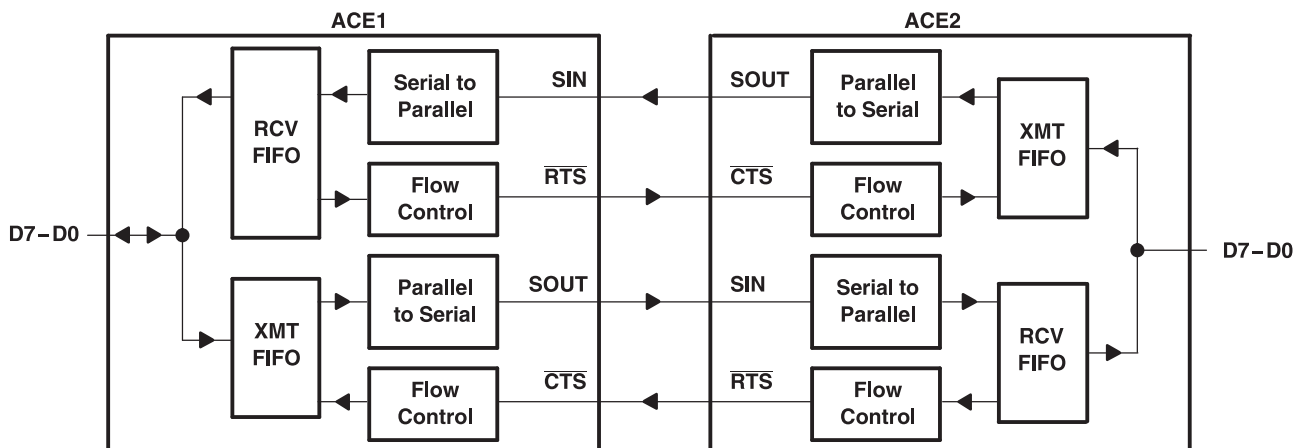 ACE1
ACE2
Serial to
Parallel
SIN
SOUT
Parallel
to Serial
RCV
FIFO
XMT
FIFO
Flow
Control
RTS
CTS
Flow
Control
D7–D0
D7–D0
Parallel
to Serial
SOUT
SIN
Serial to
Parallel
XMT
FIFO
RCV
FIFO
Flow
Control
CTS
RTS
Flow
Control